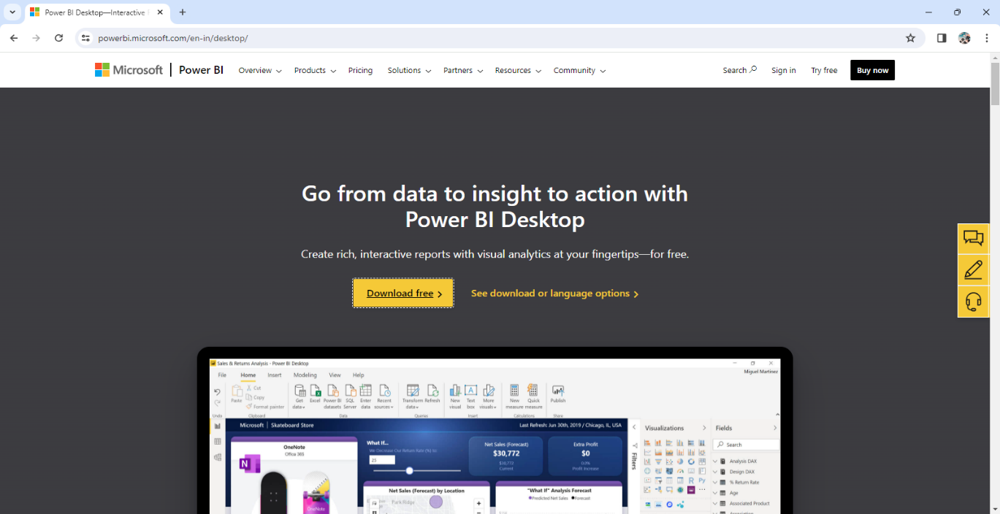 Power BI Desktop—Interactive
powerbi.microsoft.com/en-in/desktop/
Microsoft | Power BI
Overview
Products
Pricing
Solutions
Partners
Resources
Community
Search
Sign in
Try free
Buy now
Go from data to insight to action with
Power BI Desktop
Create rich, interactive reports with visual analytics at your fingertips—for free.
Download free
See download or language options
Sales & Returns Analysis - Power BI Desktop
Miguel Martinez
File Home Insert Modeling View Help
Paste
Cut
Copy
Format painter
Get data
Excel
Power BI datasets
SQL Server
Enter data
Recent sources
Transform data
Refresh
New visual
Text box
More visuals
New measure
Quick measure
Publish
Undo
Clipboard
Data
Queries
Insert
Calculations
Share
Microsoft | Skateboard Store
Last Refresh: Jun 30th, 2019 / Chicago, IL, USA
OneNote
Office 365
N
OneNote
What If...
We Decrease Our Return Rate (%) to:
25
Net Sales (Forecast)
$30,772
$30,772
Current
Extra Profit
$0
0.0%
Profit Increase
Net Sales (Forecast) by Location
Park Ridge
"What If" Analysis Forecast
Predicted Net Sales Forecast
Filters
Visualizations
R Py
Fields
Search
Analysis DAX
Design DAX
% Return Rate
Age
Associated Product